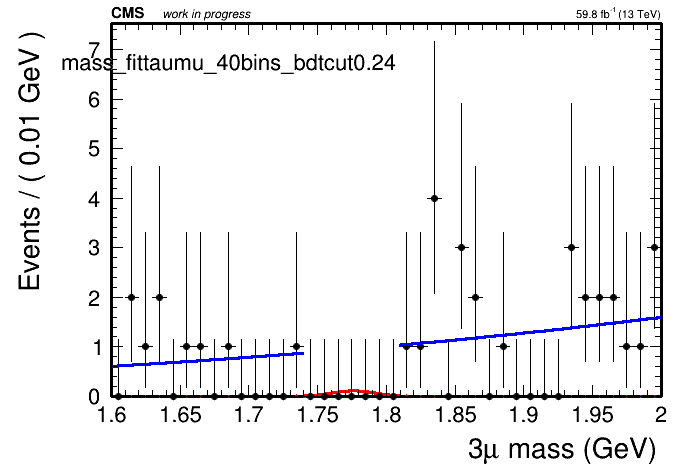 CMS work in progress 59.8 fb⁻¹ (13 TeV)
mass_fittaumu_40bins_bdtcut0.24
Events / ( 0.01 GeV )
7
6
5
4
3
2
1
0
1.6 1.65 1.7 1.75 1.8 1.85 1.9 1.95 2
3μ mass (GeV)